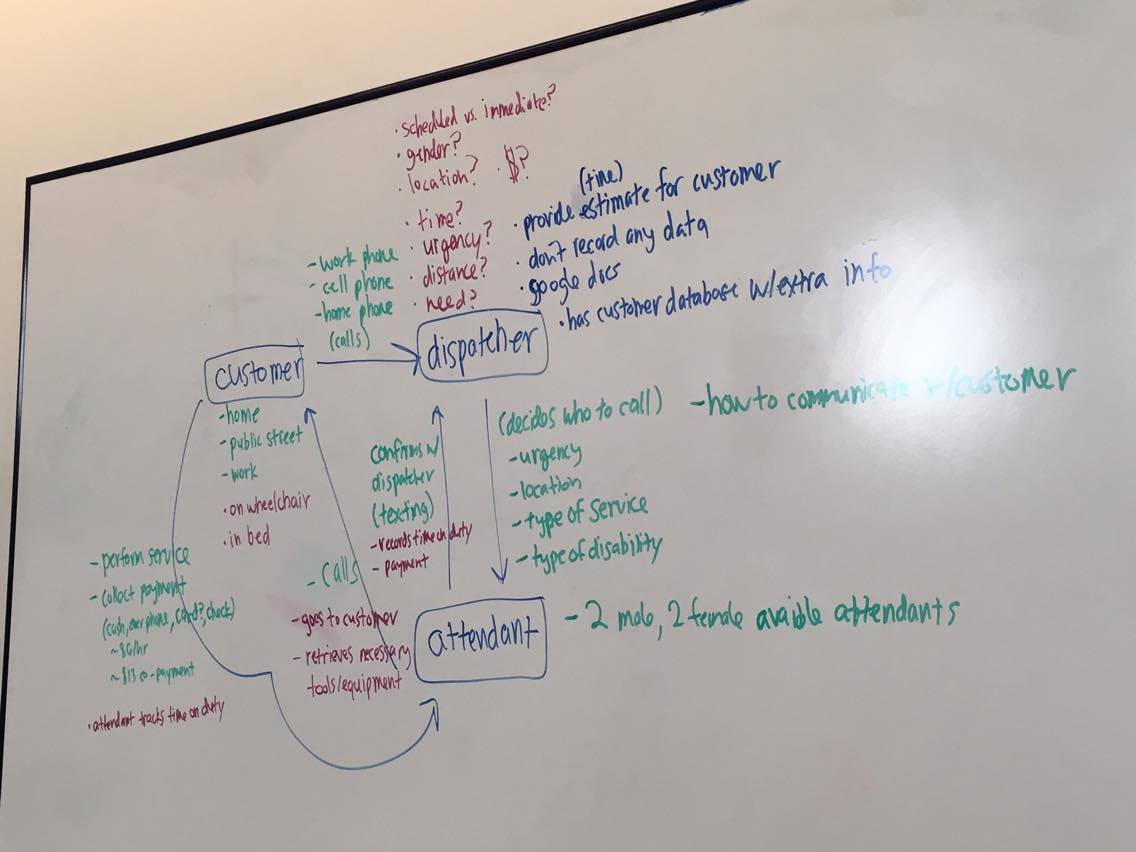 · scheduled vs. immediate?
· gender?
· location? · $?
· time?
· urgency?
· distance?
· need?
(time)
· provide estimate for customer
· don't record any data
· google docs
· has customer database w/extra info
- work phone
- cell phone
- home phone
(calls)
customer
dispatcher
- home
- public street
- work
· on wheelchair
· in bed
confirms w/
dispatcher
(texting)
- records time on duty
- payment
(decides who to call) - how to communicate w/customer
- urgency
- location
- type of service
- type of disability
- perform service
- collect payment
(cash, over phone, card?, check)
~ $6/hr
~ $13 co-payment
· attendant tracks time on duty
- calls
- goes to customer
- retrieves necessary
tools/equipment
attendant
- 2 male, 2 female avaible attendants